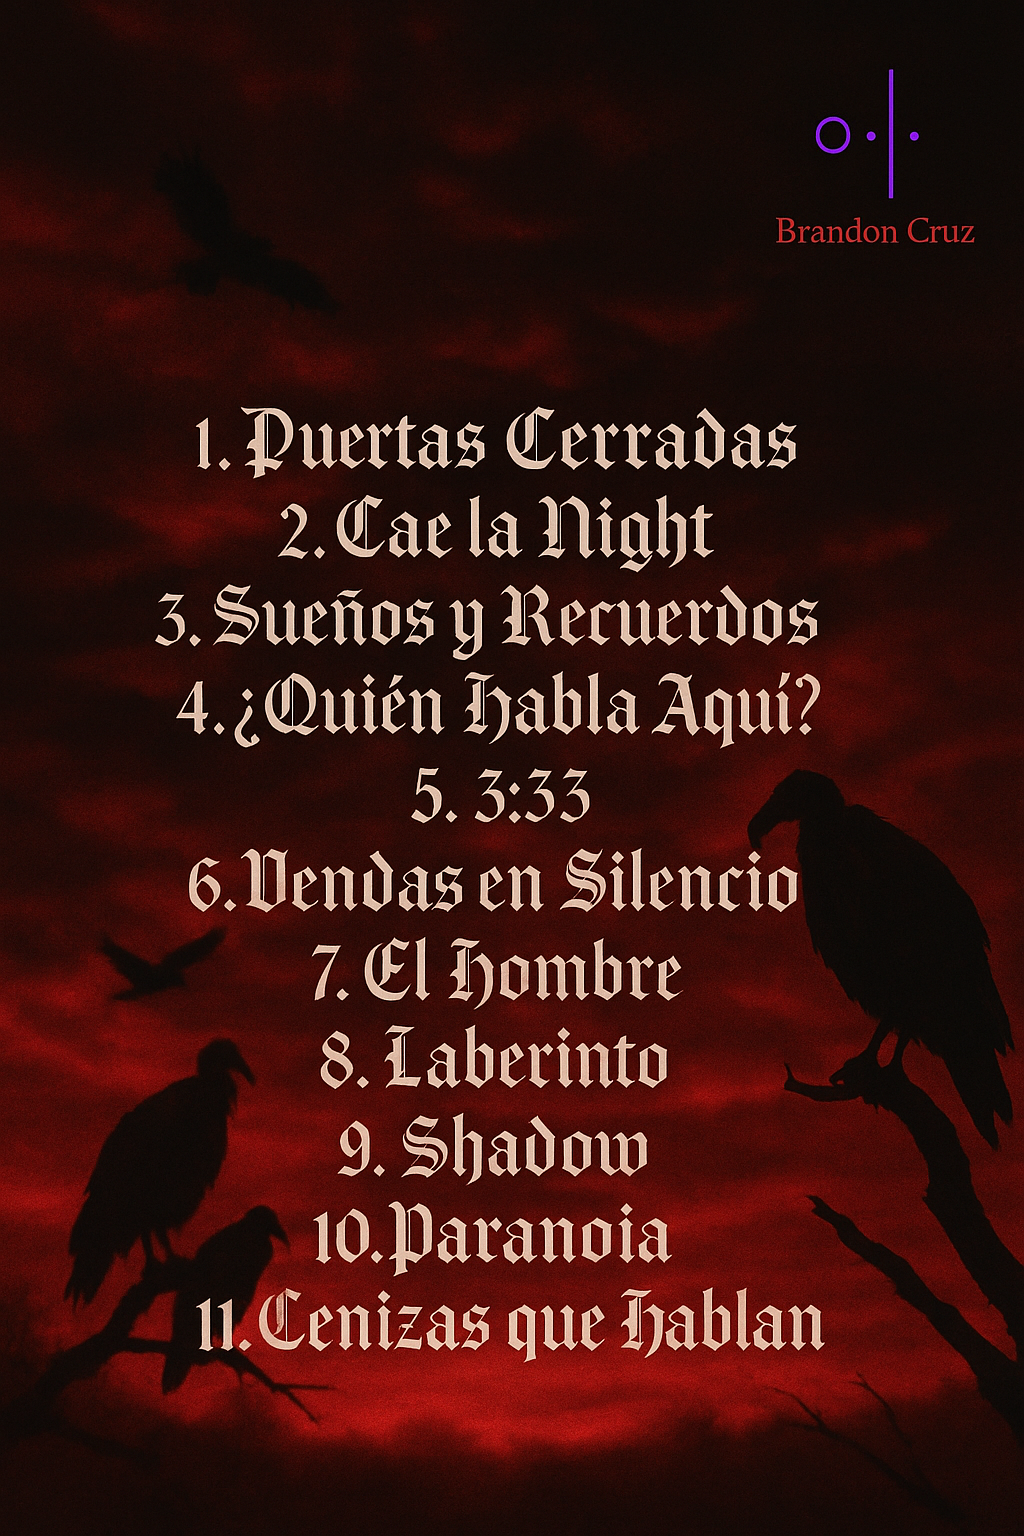 Brandon Cruz
1. Puertas Cerradas
2. Cae la Night
3. Sueños y Recuerdos
4. ¿Quién Habla Aquí?
5. 3:33
6. Vendas en Silencio
7. El Hombre
8. Laberinto
9. Shadow
10. Paranoia
11. Cenizas que Hablan